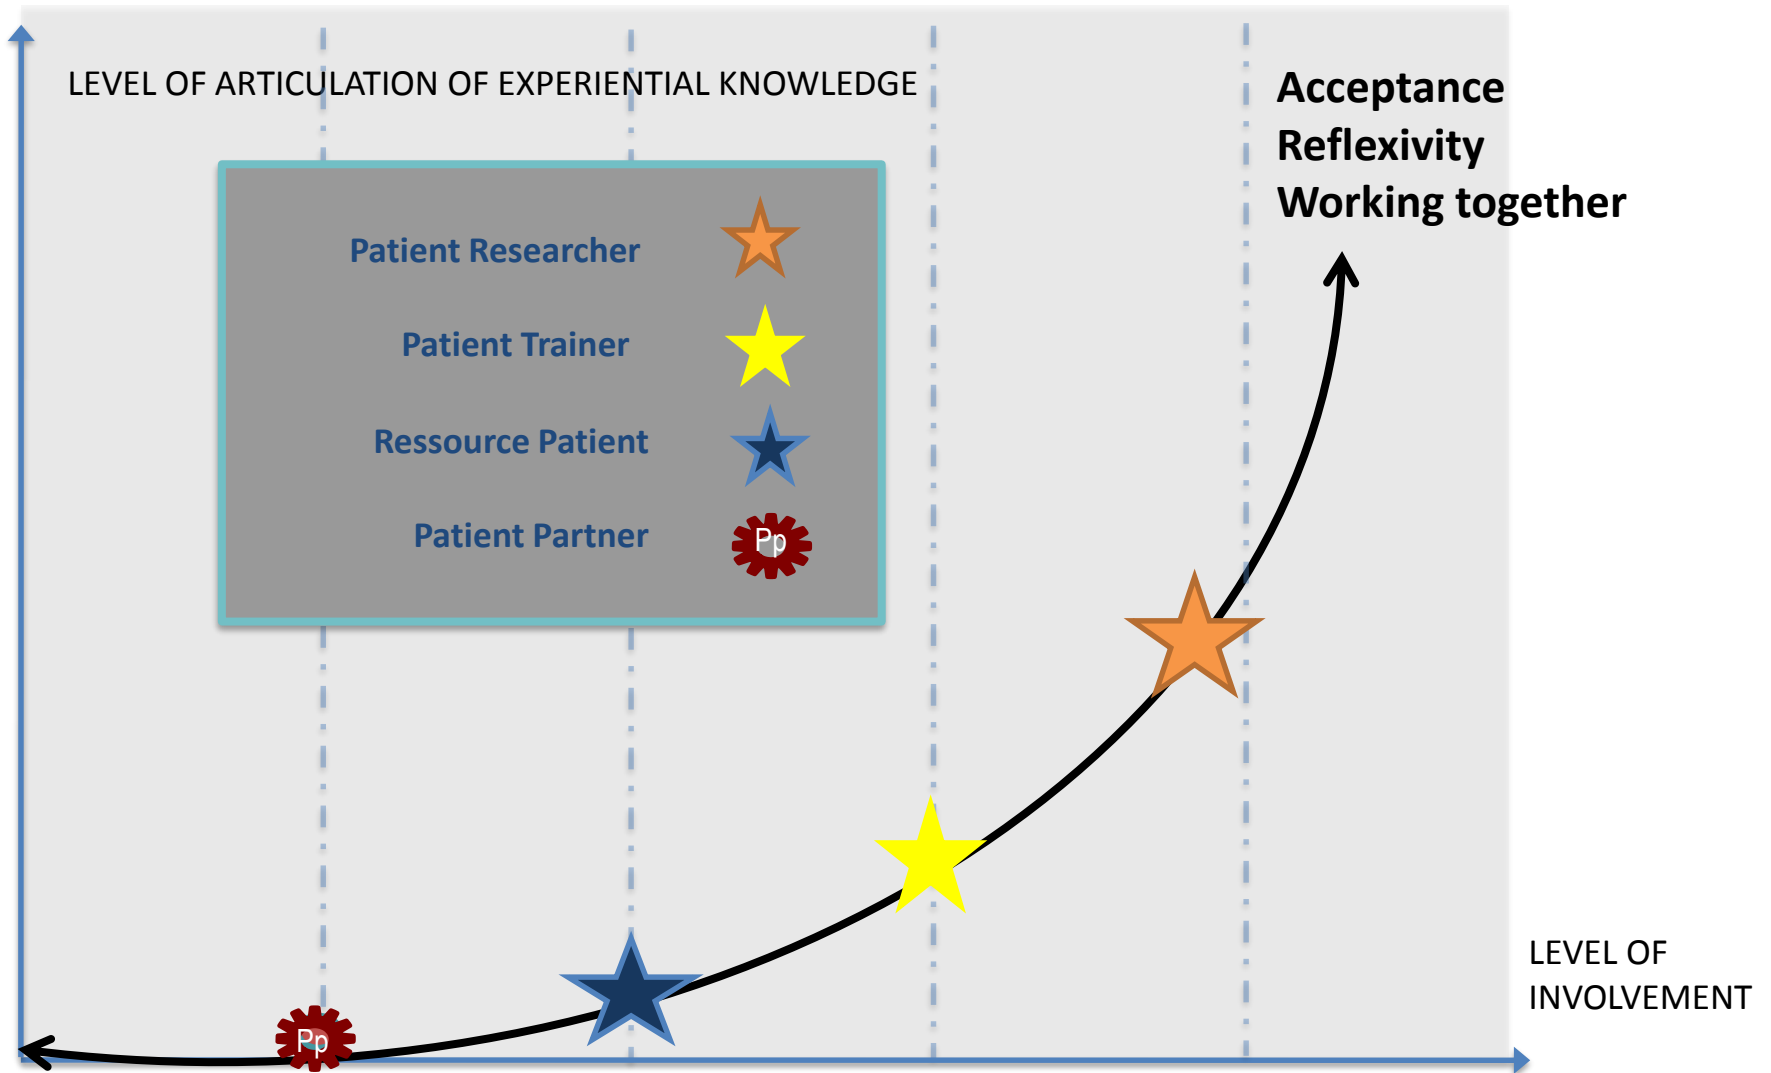 LEVEL OF ARTICULATION OF EXPERIENTIAL KNOWLEDGE
Acceptance
Reflexivity
Working together
Patient Researcher
Patient Trainer
Ressource Patient
Patient Partner
Pp
LEVEL OF
INVOLVEMENT
Pp